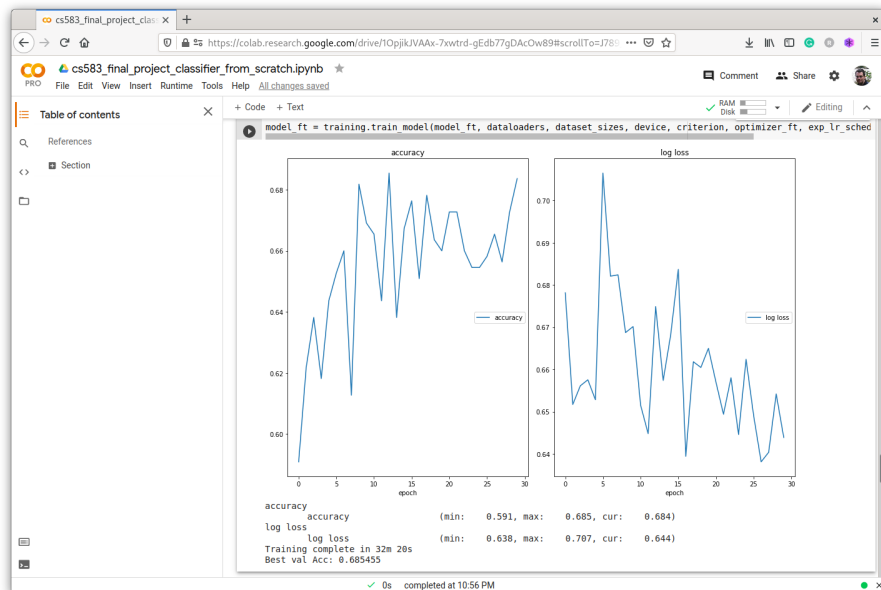 cs583_final_project_class
https://colab.research.google.com/drive/1OpjikJVAAx-7xwtrd-gEdb77gDAcOw89#scrollTo=J789
CO
PRO
cs583_final_project_classifier_from_scratch.ipynb
File Edit View Insert Runtime Tools Help All changes saved
Comment
Share
Table of contents
References
Section
+ Code + Text
RAM
Disk
Editing
model_ft = training.train_model(model_ft, dataloaders, dataset_sizes, device, criterion, optimizer_ft, exp_lr_sched
accuracy
0.68
0.66
0.64
0.62
0.60
accuracy
0 5 10 15 20 25 30
epoch
log loss
0.70
0.69
0.68
0.67
0.66
0.65
0.64
log loss
0 5 10 15 20 25 30
epoch
accuracy
accuracy (min: 0.591, max: 0.685, cur: 0.684)
log loss
log loss (min: 0.638, max: 0.707, cur: 0.644)
Training complete in 32m 20s
Best val Acc: 0.685455
0s completed at 10:56 PM